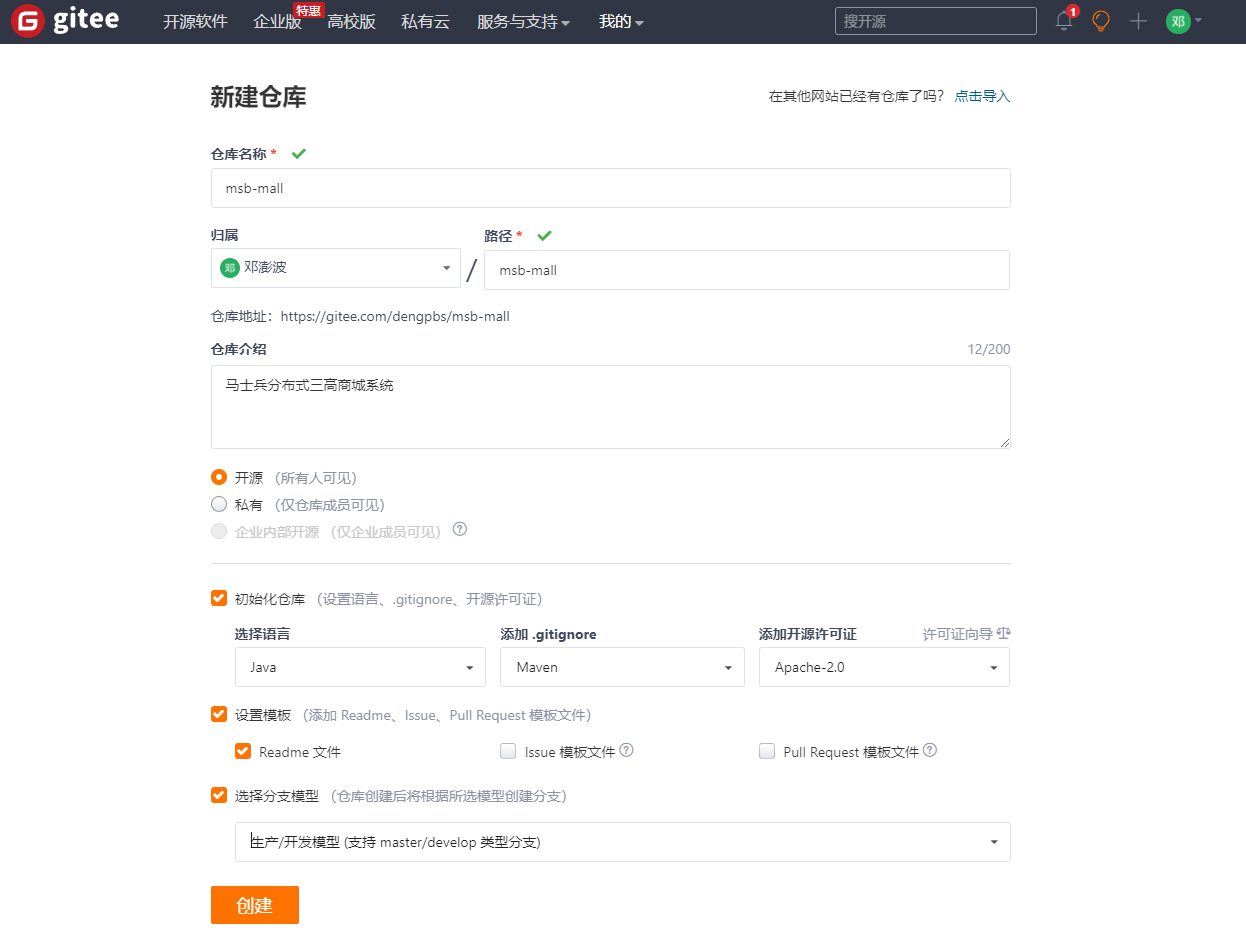 gitee 开源软件 企业版 特惠 高校版 私有云 服务与支持 我的 搜开源 1 邓
新建仓库 在其他网站已经有仓库了吗？ 点击导入
仓库名称 *
msb-mall
归属 路径 *
邓 邓澎波 / msb-mall
仓库地址：https://gitee.com/dengpbs/msb-mall
仓库介绍 12/200
马士兵分布式三高商城系统
开源 （所有人可见）
私有 （仅仓库成员可见）
企业内部开源 （仅企业成员可见） ?
初始化仓库 （设置语言、.gitignore、开源许可证）
选择语言 添加 .gitignore 添加开源许可证 许可证向导
Java Maven Apache-2.0
设置模板 （添加 Readme、Issue、Pull Request 模板文件）
Readme 文件 Issue 模板文件 ? Pull Request 模板文件 ?
选择分支模型 （仓库创建后将根据所选模型创建分支）
生产/开发模型 (支持 master/develop 类型分支)
创建